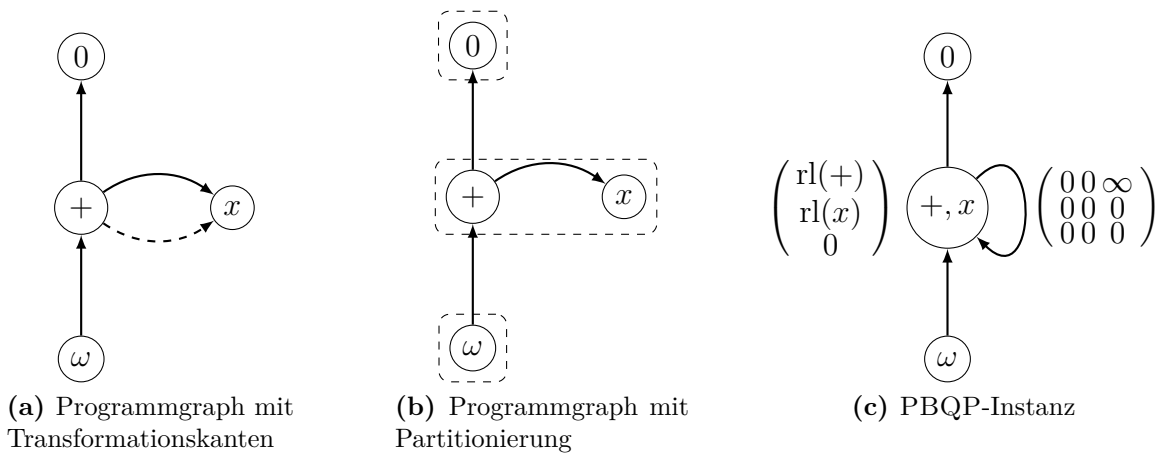 0
+
x
ω
(a) Programmgraph mit
Transformationskanten
0
+
x
ω
(b) Programmgraph mit
Partitionierung
0
rl(+)
rl(x)
0
+, x
0 0 ∞
0 0 0
0 0 0
ω
(c) PBQP-Instanz